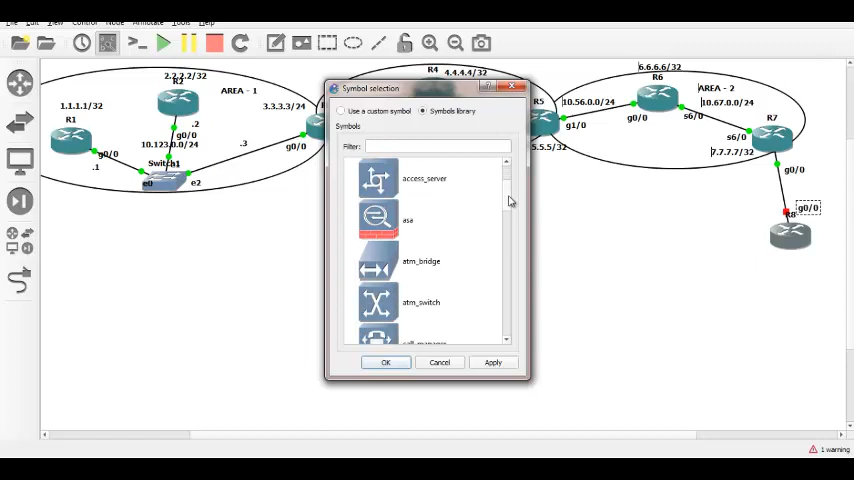 File Edit View Control Node Annotate Tools Help
R4
4.4.4.4/32
6.6.6.6/32
R6
2.2.2.2/32
R2
AREA - 1
Symbol selection
AREA - 2
10.67.0.0/24
R5
10.56.0.0/24
1.1.1.1/32
R1
3.3.3.3/24
Use a custom symbol
Symbols library
g1/0
g0/0
s6/0
R7
.2
g0/0
Symbols
s6/0
10.123.0.0/24
.3
g0/0
Filter:
5.5.5/32
7.7.7.7/32
g0/0
Switch1
.1
e0
e2
access_server
g0/0
g0/0
R8
asa
atm_bridge
atm_switch
call_manager
OK
Cancel
Apply
1 warning